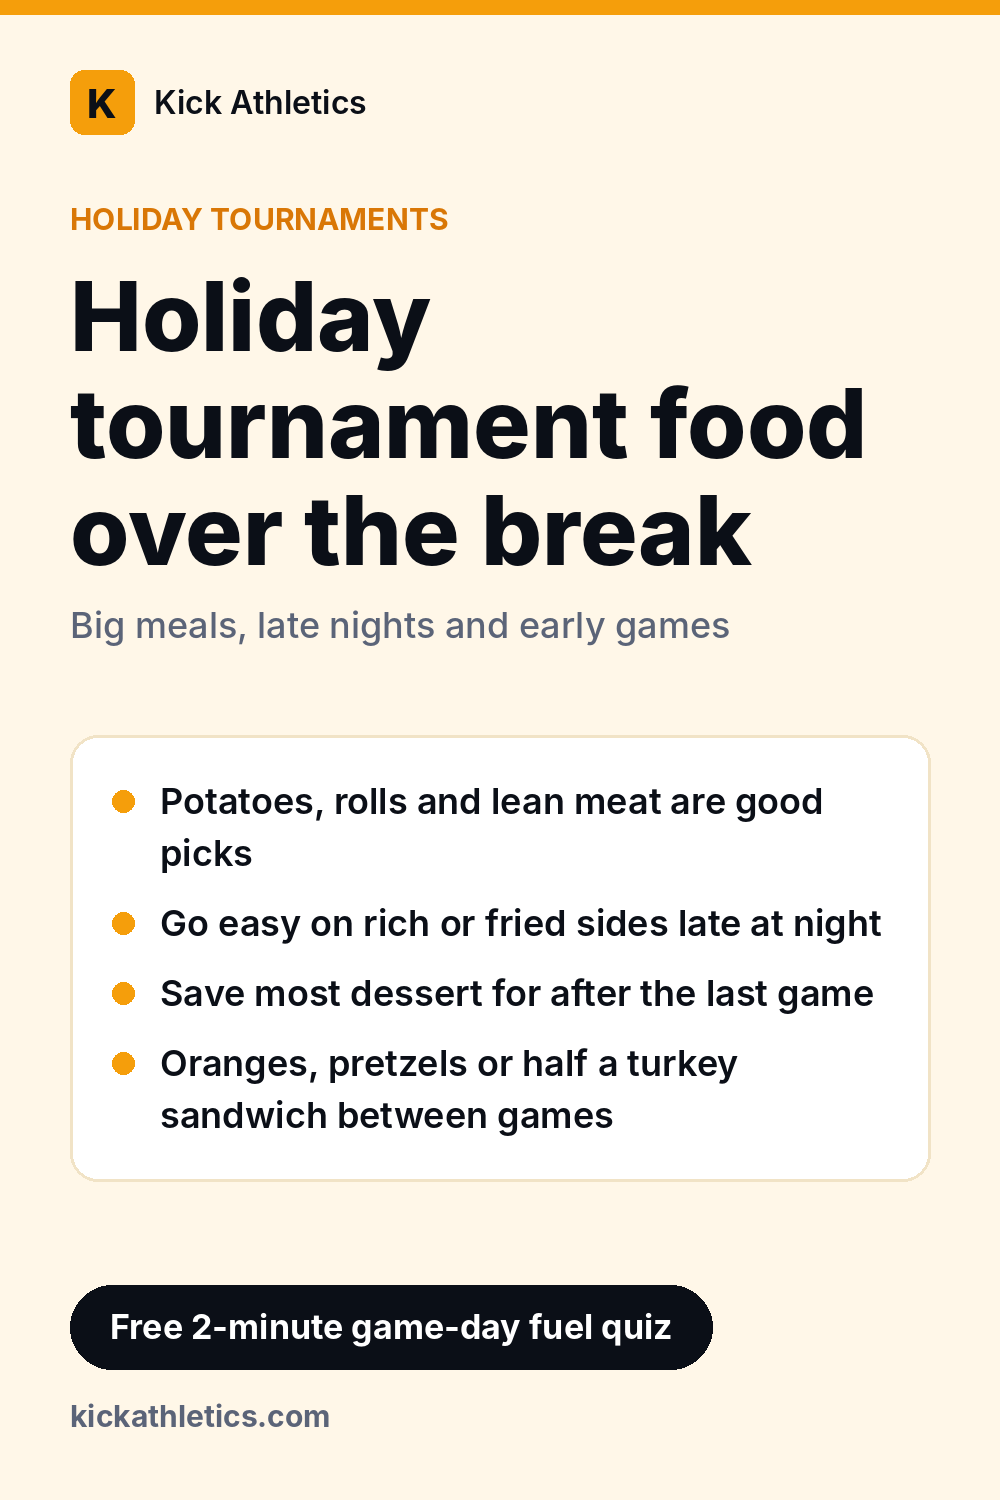 K
Kick Athletics
HOLIDAY TOURNAMENTS
Holiday
tournament food
over the break
Big meals, late nights and early games
Potatoes, rolls and lean meat are good
picks
Go easy on rich or fried sides late at night
Save most dessert for after the last game
Oranges, pretzels or half a turkey
sandwich between games
Free 2-minute game-day fuel quiz
kickathletics.com